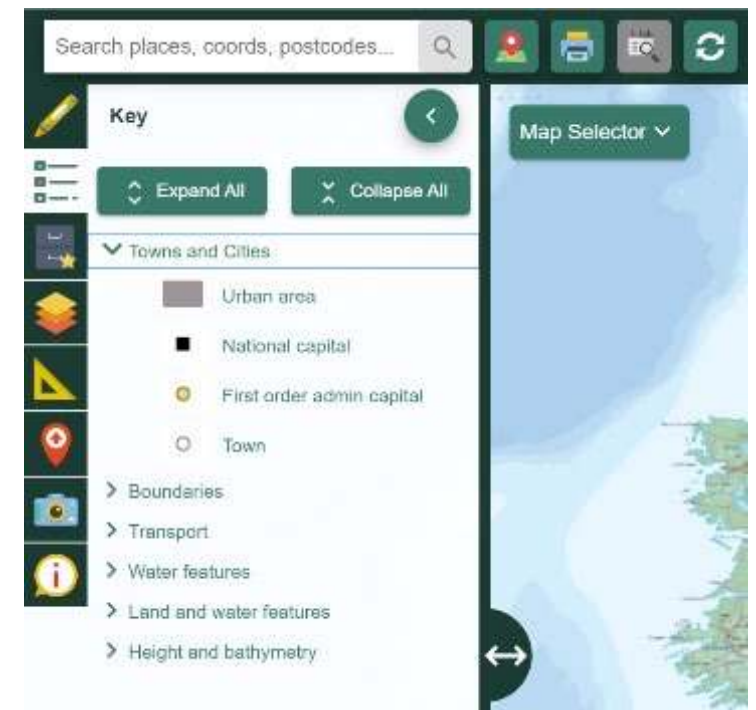 Search places, coords, postcodes...
Key
Map Selector
Expand All
Collapse All
Towns and Cities
Urban area
National capital
First order admin capital
Town
Boundaries
Transport
Water features
Land and water features
Height and bathymetry